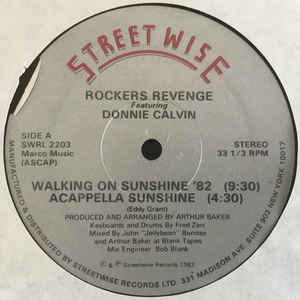 STREET WISE
ROCKERS REVENGE
Featuring
DONNIE CALVIN
SIDE A
SWRL 2203
Marco Music
(ASCAP)
STEREO
33 1/3 RPM
WALKING ON SUNSHINE '82 (9:30)
ACAPPELLA SUNSHINE (4:30)
(Eddy Grant)
PRODUCED AND ARRANGED BY ARTHUR BAKER
Keyboards and Drums By Fred Zarr
Mixed By John "Jellybean" Benitez
and Arthur Baker at Blank Tapes
Mix Engineer Bob Blank
© ℗ Streetwise Records 1982
MANUFACTURED & DISTRIBUTED BY STREETWISE RECORDS LTD. 331 MADISON AVE. SUITE 903 NEW YORK 10017